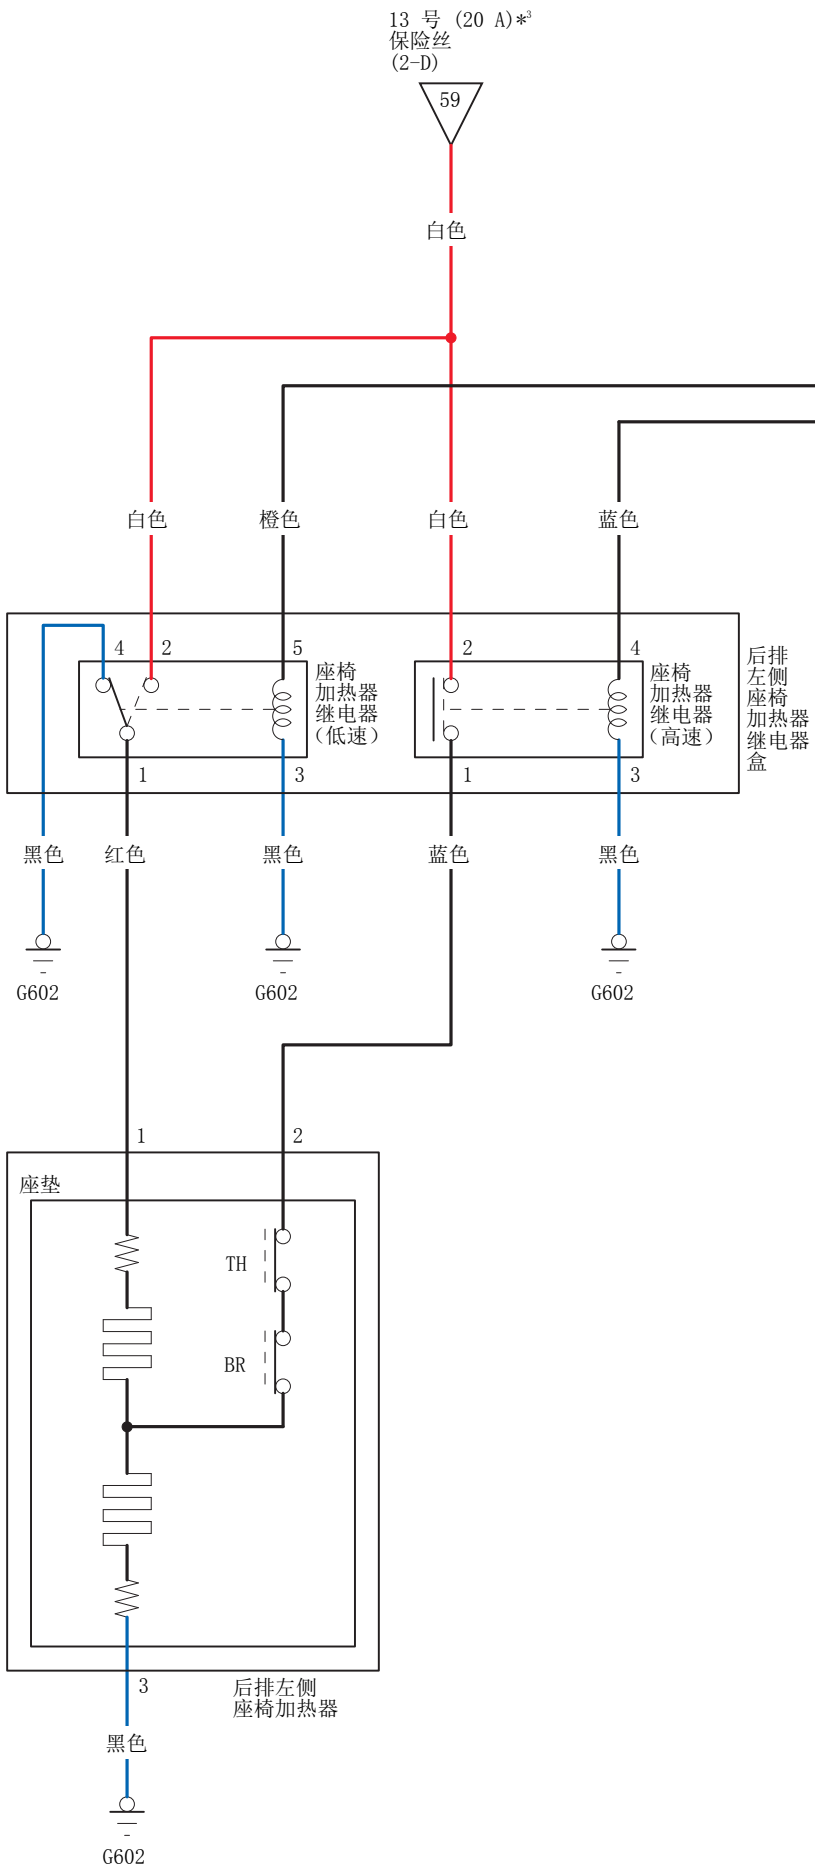 13 号 (20 A)*3
保险丝
(2-D)
59
白色
白色
橙色
白色
蓝色
4
2
5
2
4
座椅
加热器
继电器
(低速)
座椅
加热器
继电器
(高速)
后排
左侧
座椅
加热器
继电器
盒
1
3
1
3
黑色
红色
黑色
蓝色
黑色
G602
G602
G602
1
2
座垫
TH
BR
3
后排左侧
座椅加热器
黑色
G602